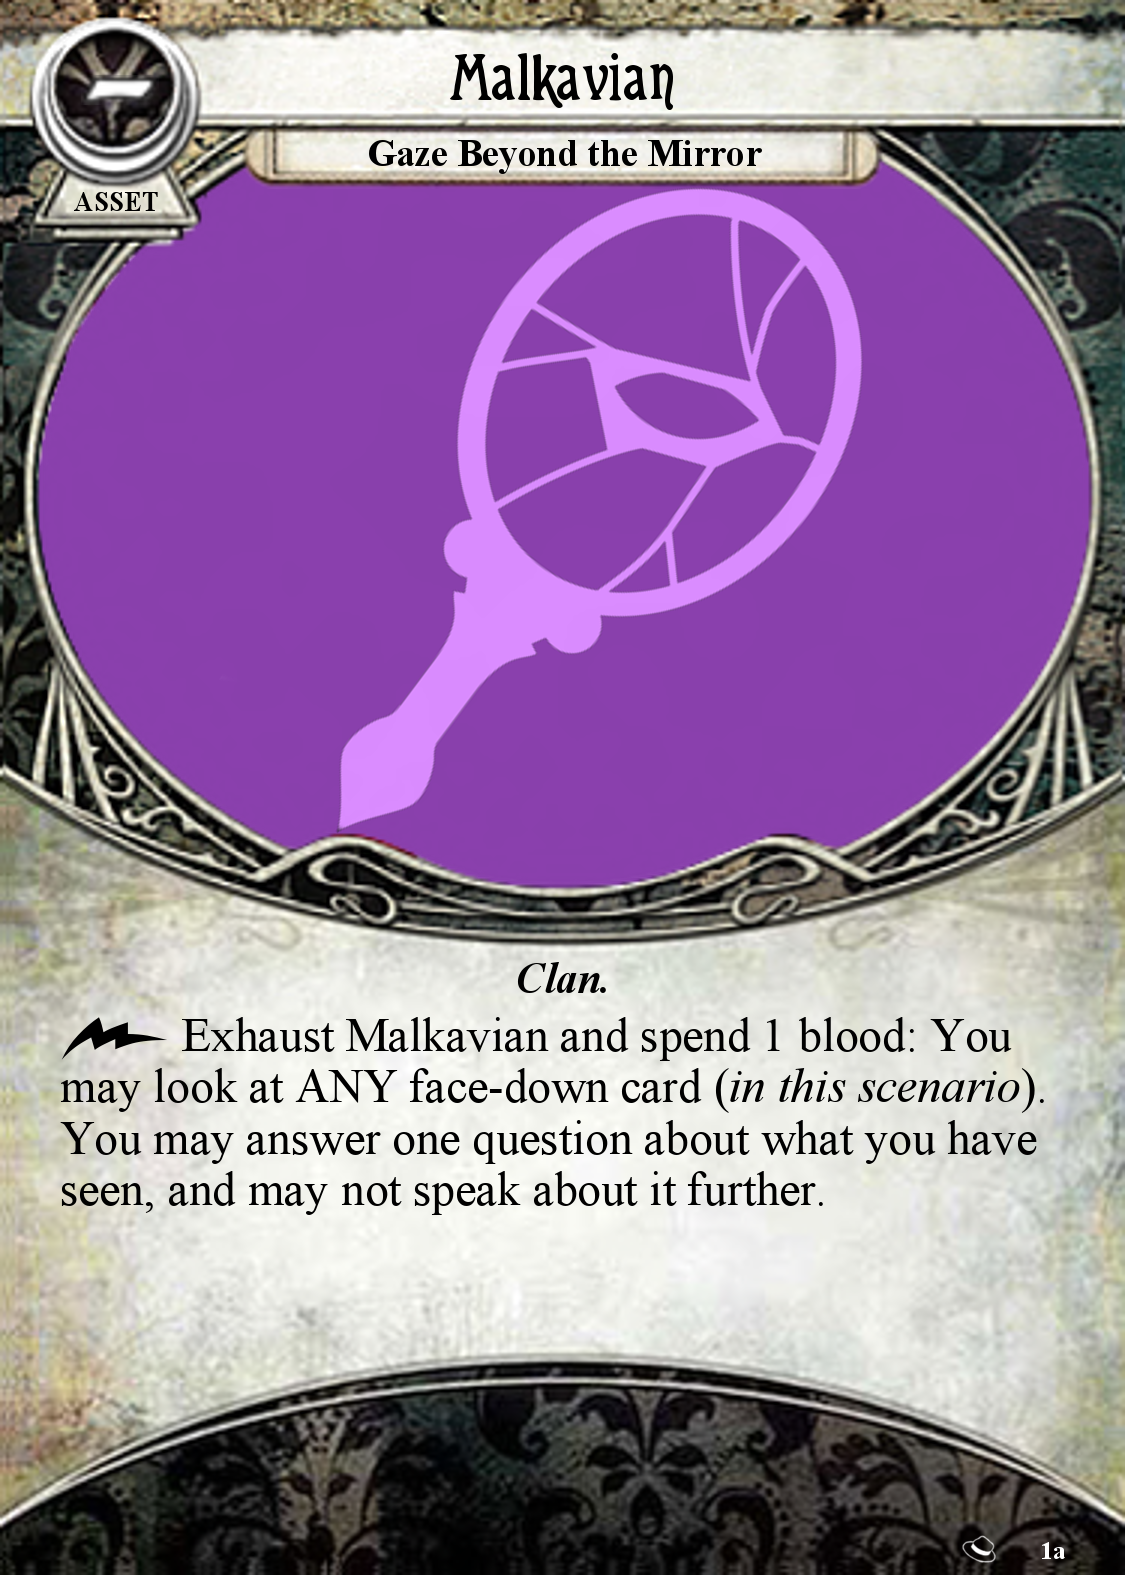 Malkavian
Gaze Beyond the Mirror
ASSET
Clan.
Exhaust Malkavian and spend 1 blood: You
may look at ANY face-down card (in this scenario).
You may answer one question about what you have
seen, and may not speak about it further.
1a